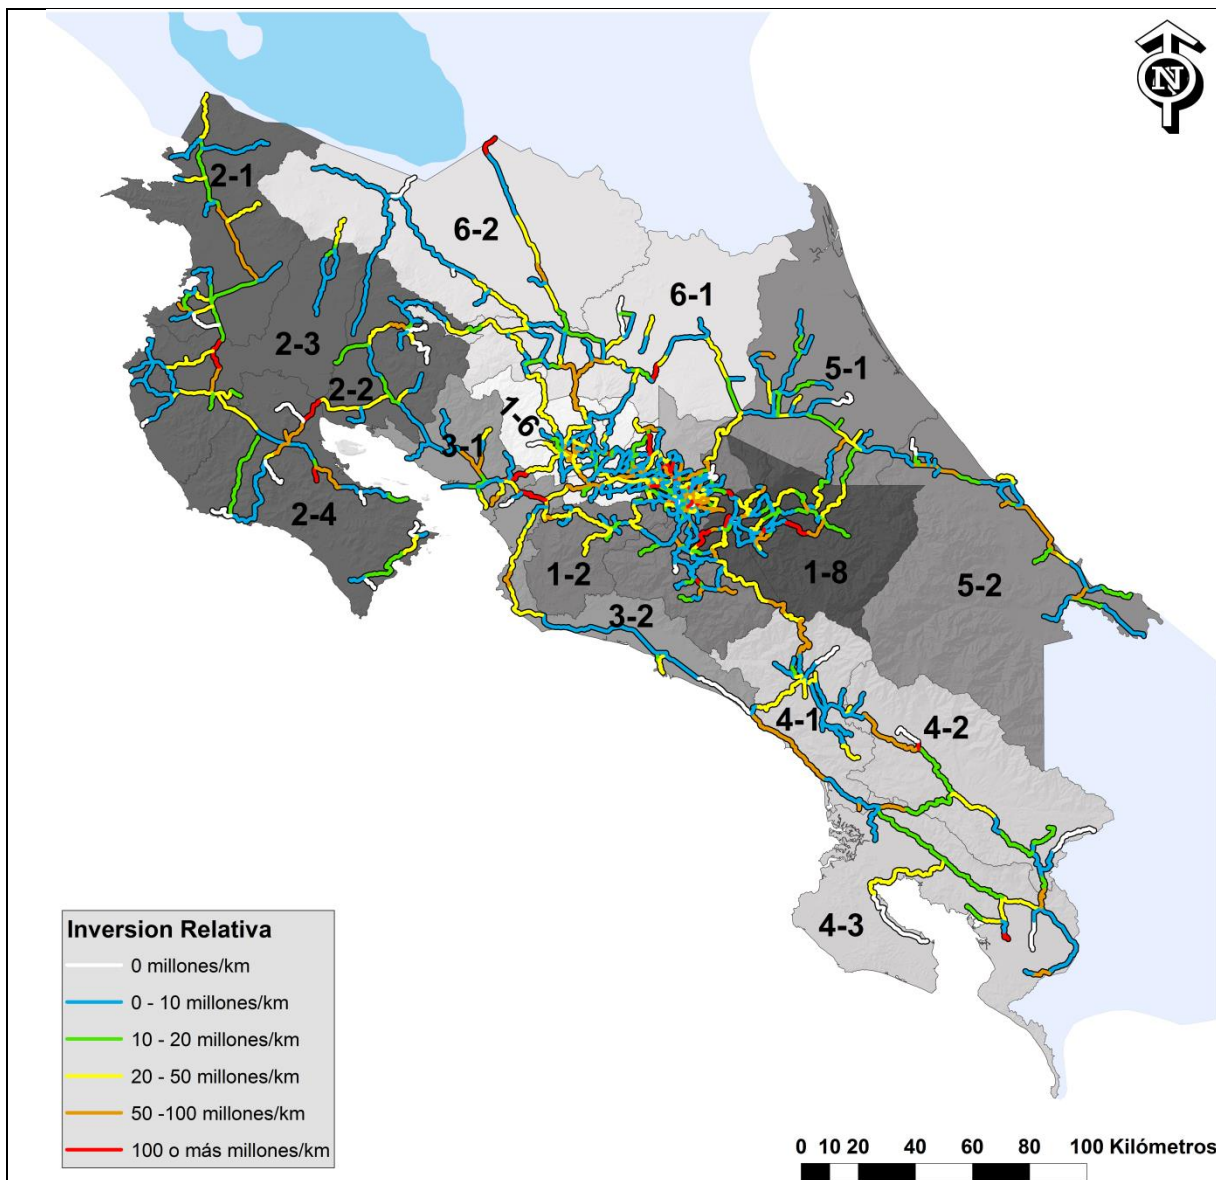 N
2-1
6-2
6-1
2-3
5-1
2-2
1-6
3-1
2-4
1-2
1-8
5-2
3-2
4-1
4-2
4-3
Inversion Relativa
0 millones/km
0 - 10 millones/km
10 - 20 millones/km
20 - 50 millones/km
50 -100 millones/km
100 o más millones/km
0 10 20 40 60 80 100 Kilómetros